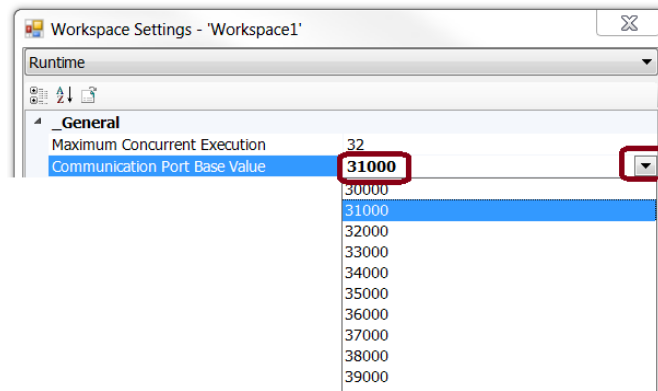 Workspace Settings - 'Workspace1'
Runtime
_General
Maximum Concurrent Execution 32
Communication Port Base Value 31000
30000
31000
32000
33000
34000
35000
36000
37000
38000
39000